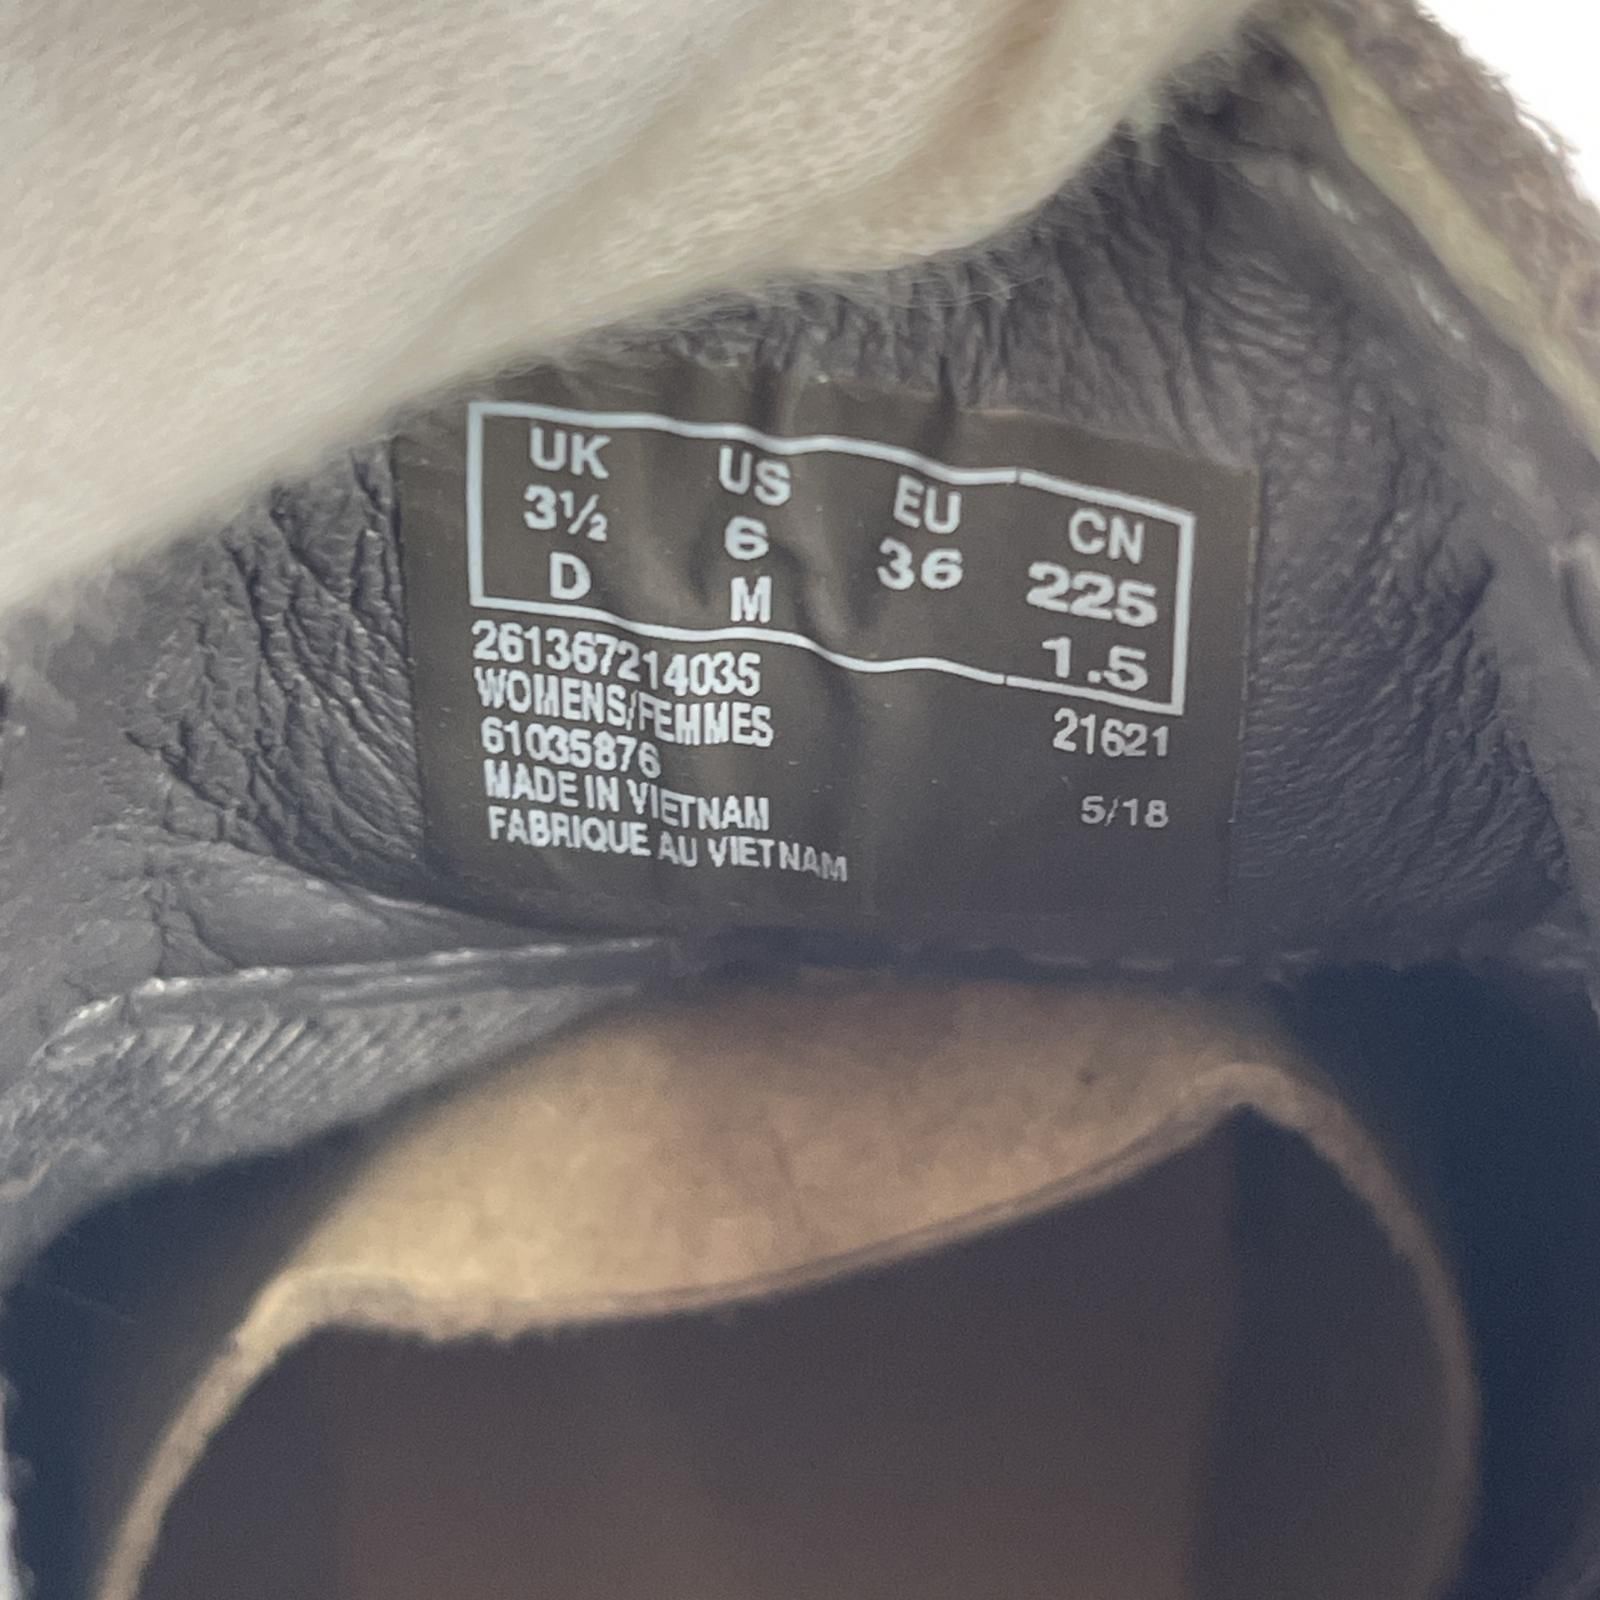 UK US EU CN
3½ 6 36 225
D M 1.5
261367214035
WOMENS/FEMMES 21621
61035876
MADE IN VIETNAM 5/18
FABRIQUE AU VIETNAM